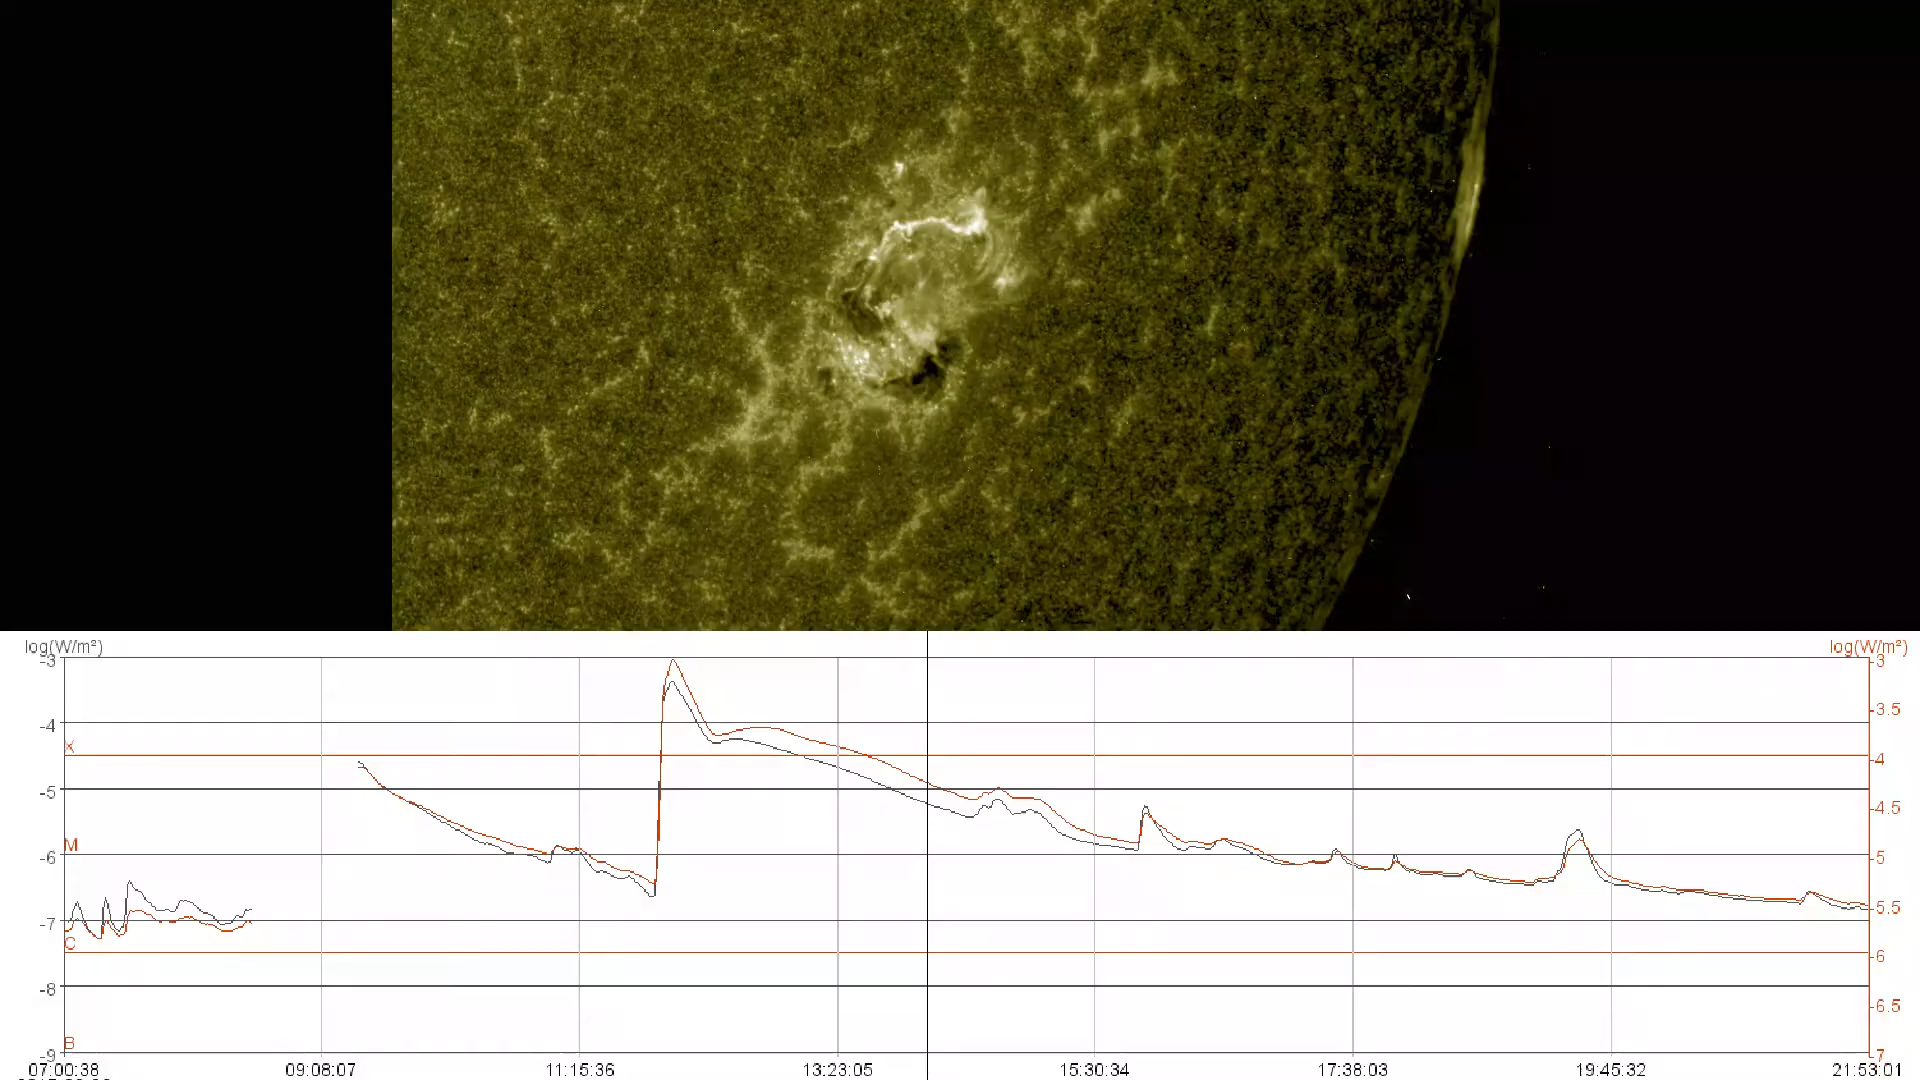 log(W/m²) log(W/m²)
-3 -3
-3.5
-4
X -4
-5 -4.5
M
-6 -5
-7 -5.5
C
-6
-8
-6.5
B
-9 -7
07:00:38 09:08:07 11:15:36 13:23:05 15:30:34 17:38:03 19:45:32 21:53:01